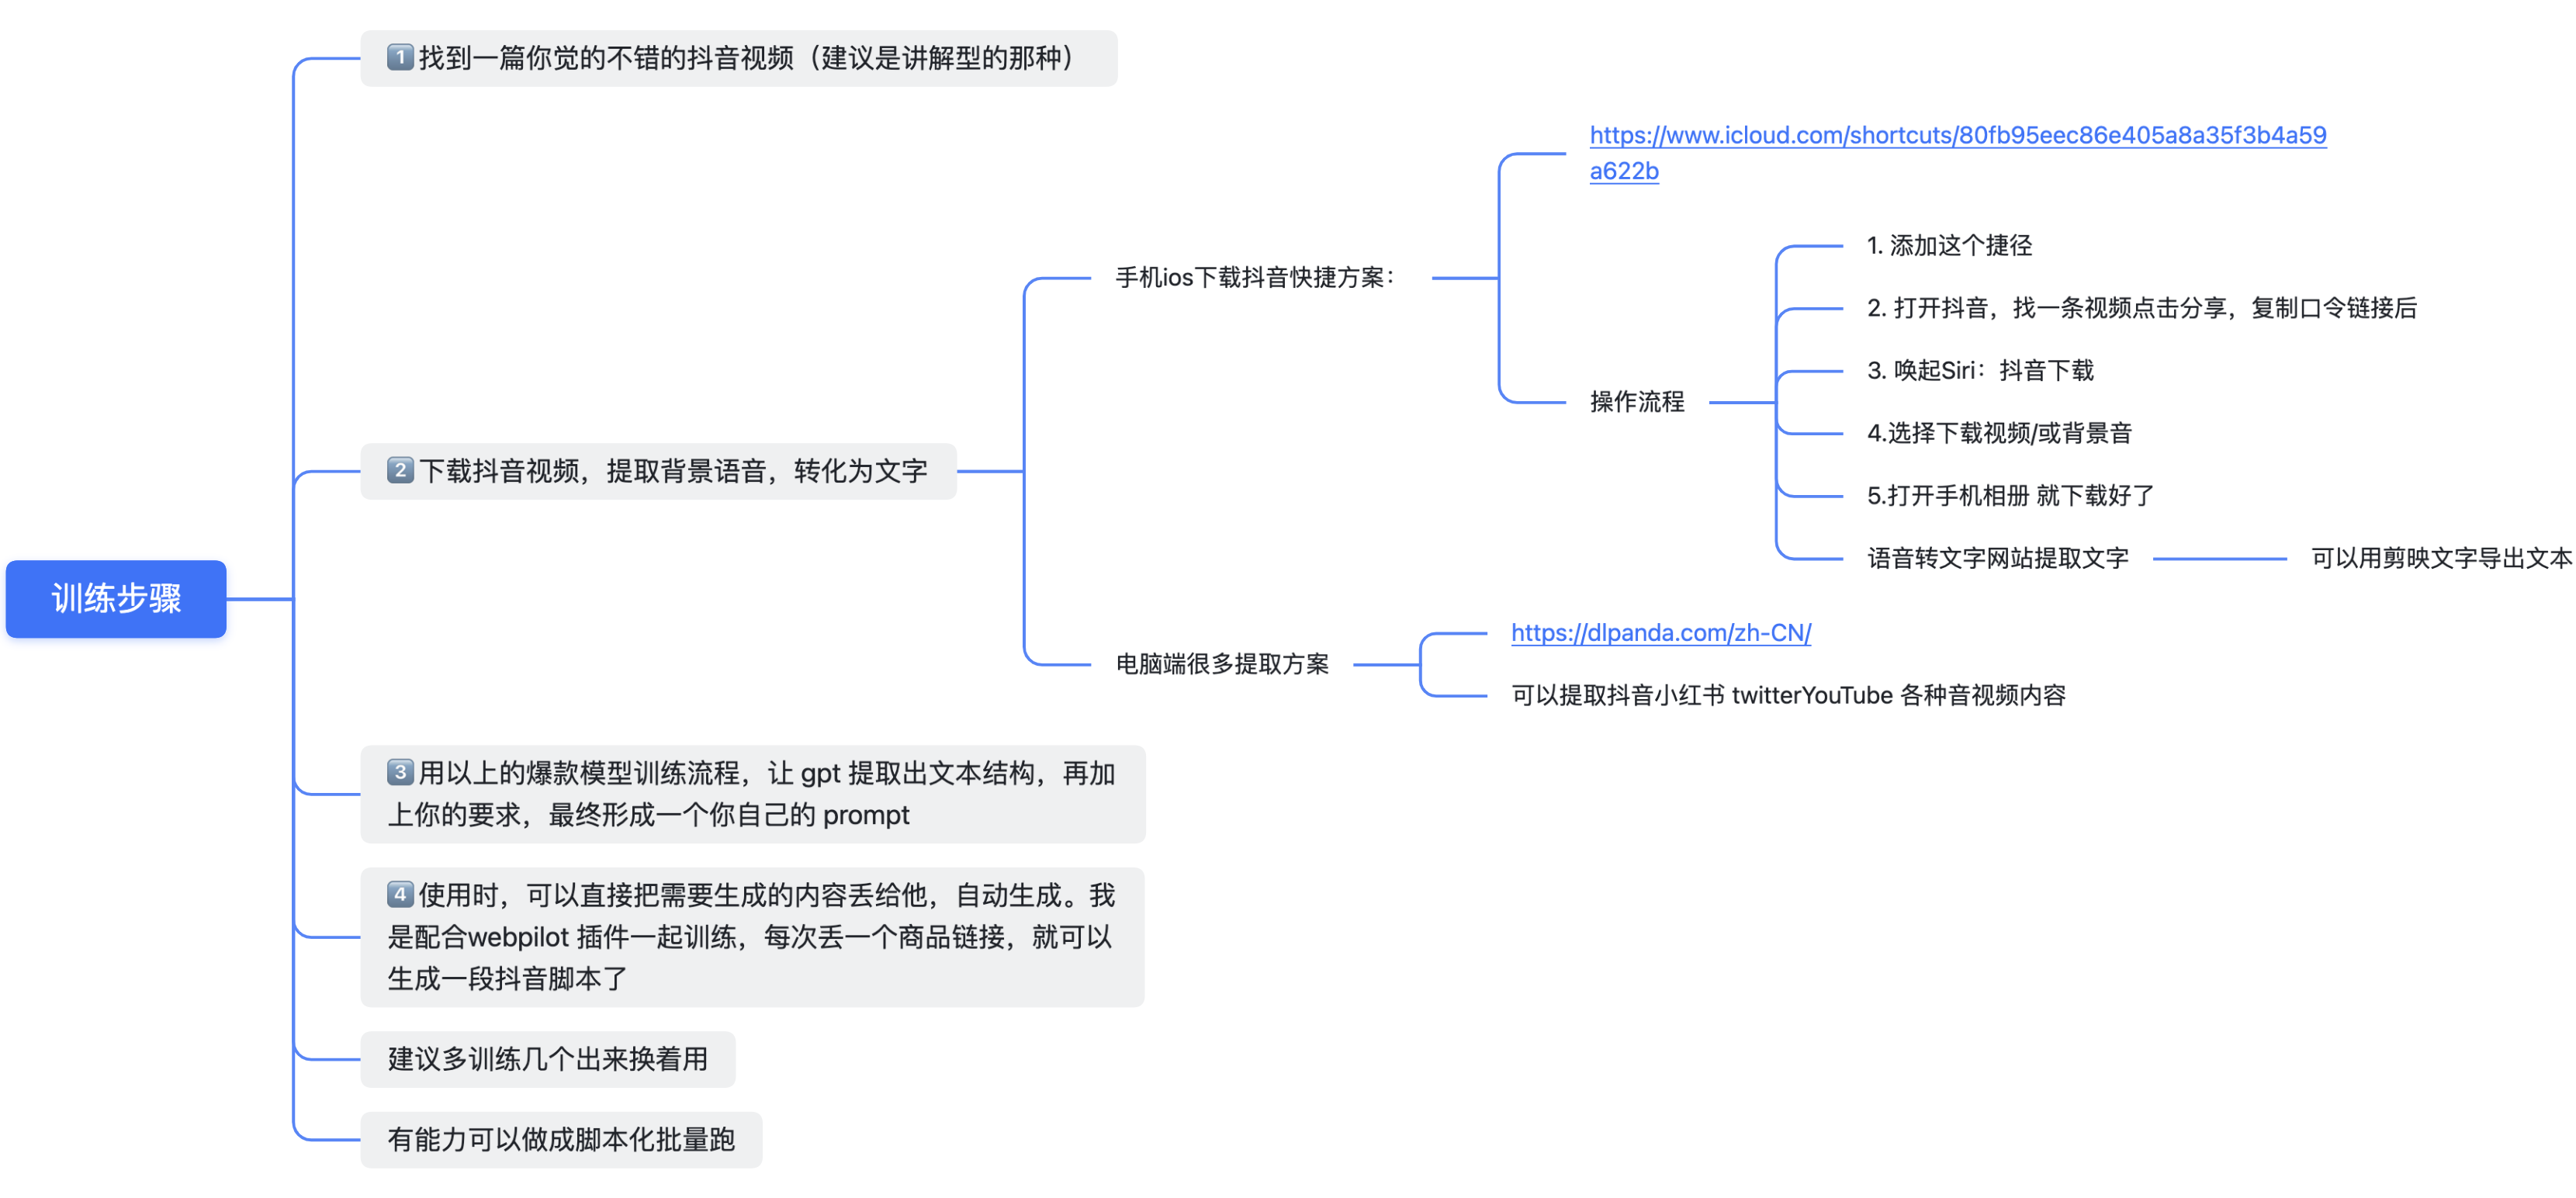 训练步骤
1️⃣找到一篇你觉的不错的抖音视频（建议是讲解型的那种）
2️⃣下载抖音视频，提取背景语音，转化为文字
手机ios下载抖音快捷方案：
https://www.icloud.com/shortcuts/80fb95eec86e405a8a35f3b4a59
a622b
操作流程
1. 添加这个捷径
2. 打开抖音，找一条视频点击分享，复制口令链接后
3. 唤起Siri：抖音下载
4.选择下载视频/或背景音
5.打开手机相册 就下载好了
语音转文字网站提取文字
可以用剪映文字导出文本
电脑端很多提取方案
https://dlpanda.com/zh-CN/
可以提取抖音小红书 twitterYouTube 各种音视频内容
3️⃣用以上的爆款模型训练流程，让 gpt 提取出文本结构，再加
上你的要求，最终形成一个你自己的 prompt
4️⃣使用时，可以直接把需要生成的内容丢给他，自动生成。我
是配合webpilot 插件一起训练，每次丢一个商品链接，就可以
生成一段抖音脚本了
建议多训练几个出来换着用
有能力可以做成脚本化批量跑